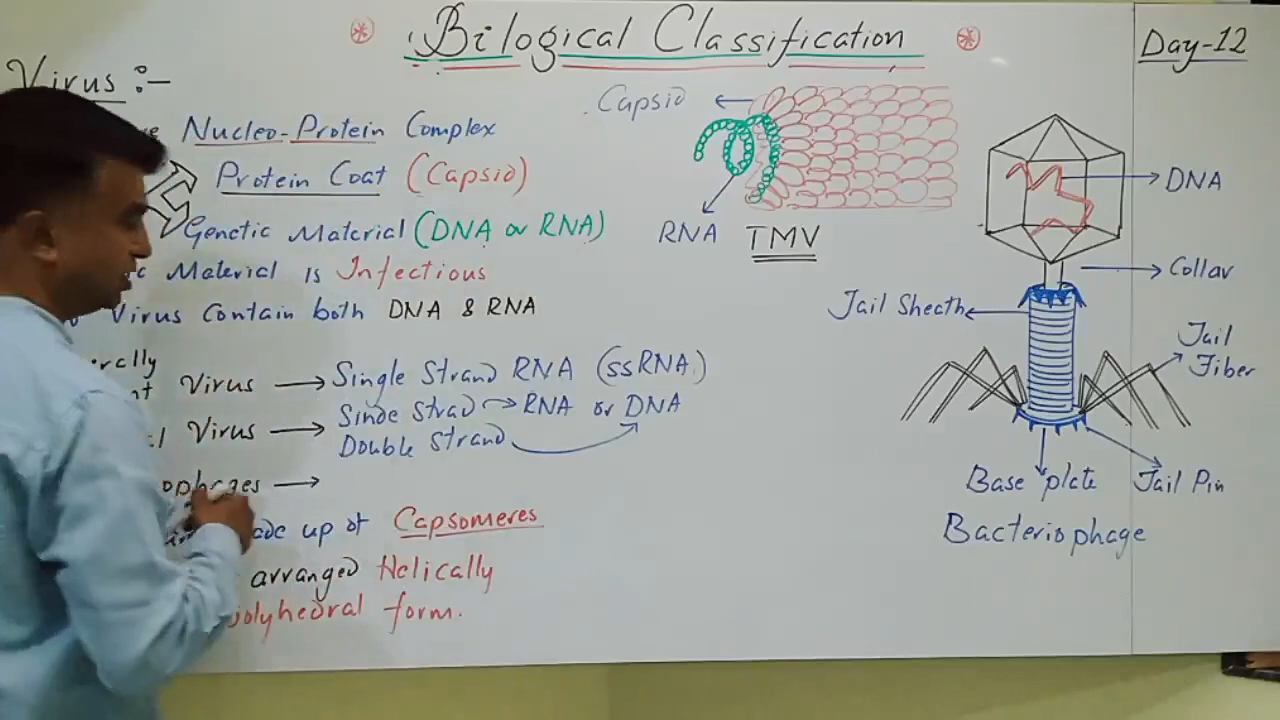 Bilogical Classification
Day-12
Virus :-
Nucleo-Protein Complex
Protein Coat (Capsid)
Genetic Material (DNA or RNA)
Material is Infectious
Virus Contain both DNA & RNA
Virus → Single Strand RNA (ssRNA)
Virus → Sinde Strad → RNA or DNA
Double Strand
ophages →
ade up of Capsomeres
arranged Helically
polyhedral form.
Capsid
RNA
TMV
DNA
Collar
Tail Sheath
Tail
Fiber
Base plate
Tail Pin
Bacteriophage